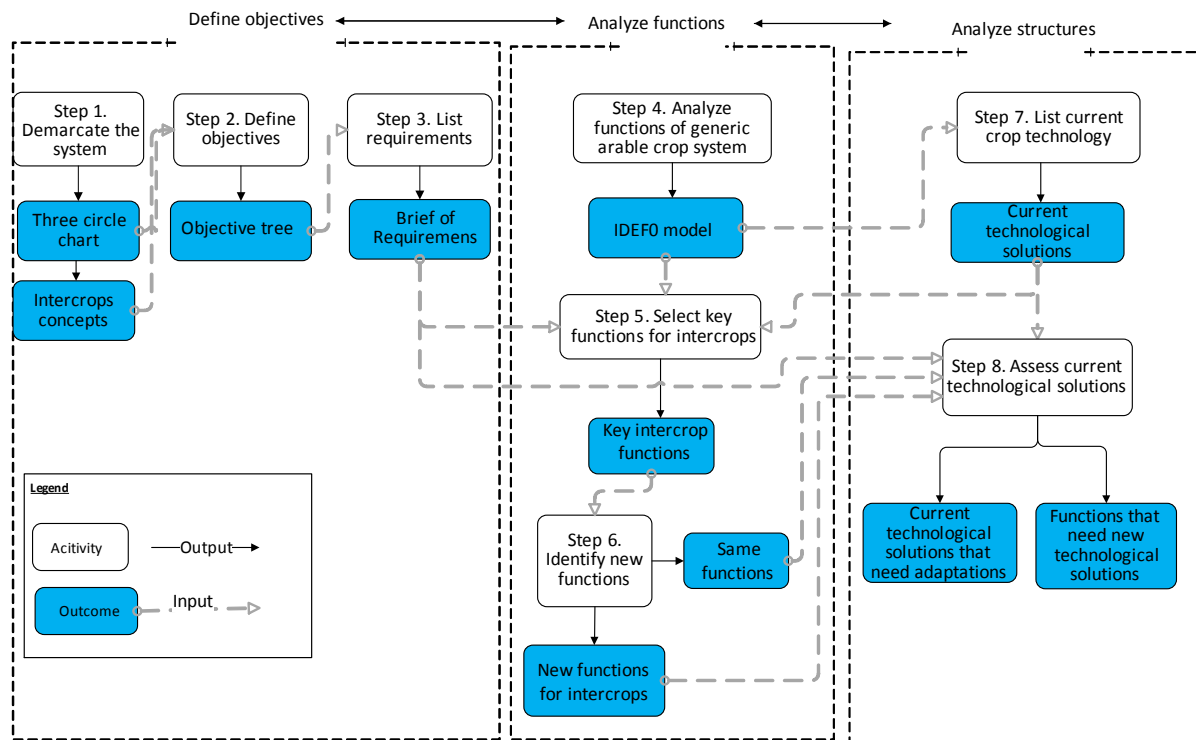 Define objectives
Analyze functions
Analyze structures
Step 1.
Demarcate the
system
Step 2. Define
objectives
Step 3. List
requirements
Three circle
chart
Objective tree
Brief of
Requiremens
Intercrops
concepts
Step 4. Analyze
functions of generic
arable crop system
IDEF0 model
Step 5. Select key
functions for intercrops
Key intercrop
functions
Step 6.
Identify new
functions
Same
functions
New functions
for intercrops
Step 7. List current
crop technology
Current
technological
solutions
Step 8. Assess current
technological solutions
Current
technological
solutions that
need adaptations
Functions that
need new
technological
solutions
Legend
Acitivity
Output
Outcome
Input